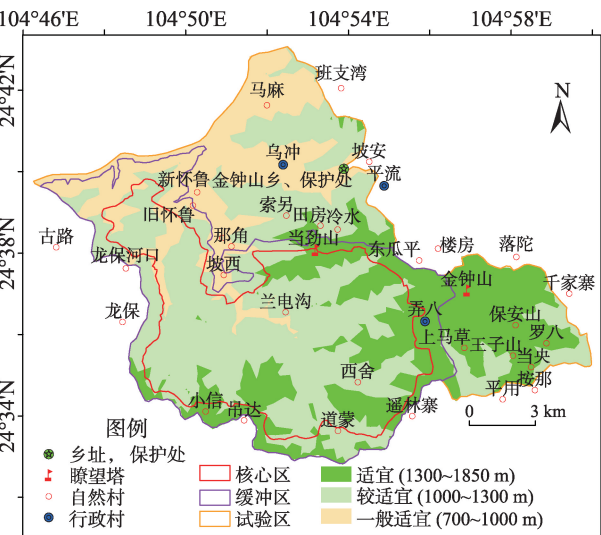 104°46'E 104°50'E 104°54'E 104°58'E
24°42'N
24°38'N
24°34'N
N
班支湾
马麻
乌冲
坡安
平流
新怀鲁 金钟山乡、保护处
旧怀鲁
索另
田房 冷水
古路
那角
当劲山
东瓜平
楼房
落陀
龙保河口
坡西
金钟山
千家寨
龙保
兰电沟
弄八
保安山
上马草
王子山
罗八
当央
西舍
按那
平用
小信
吊达
道蒙
遥林寨
0 3 km
图例
乡址，保护处
瞭望塔
自然村
行政村
核心区
缓冲区
试验区
适宜 (1300~1850 m)
较适宜 (1000~1300 m)
一般适宜 (700~1000 m)